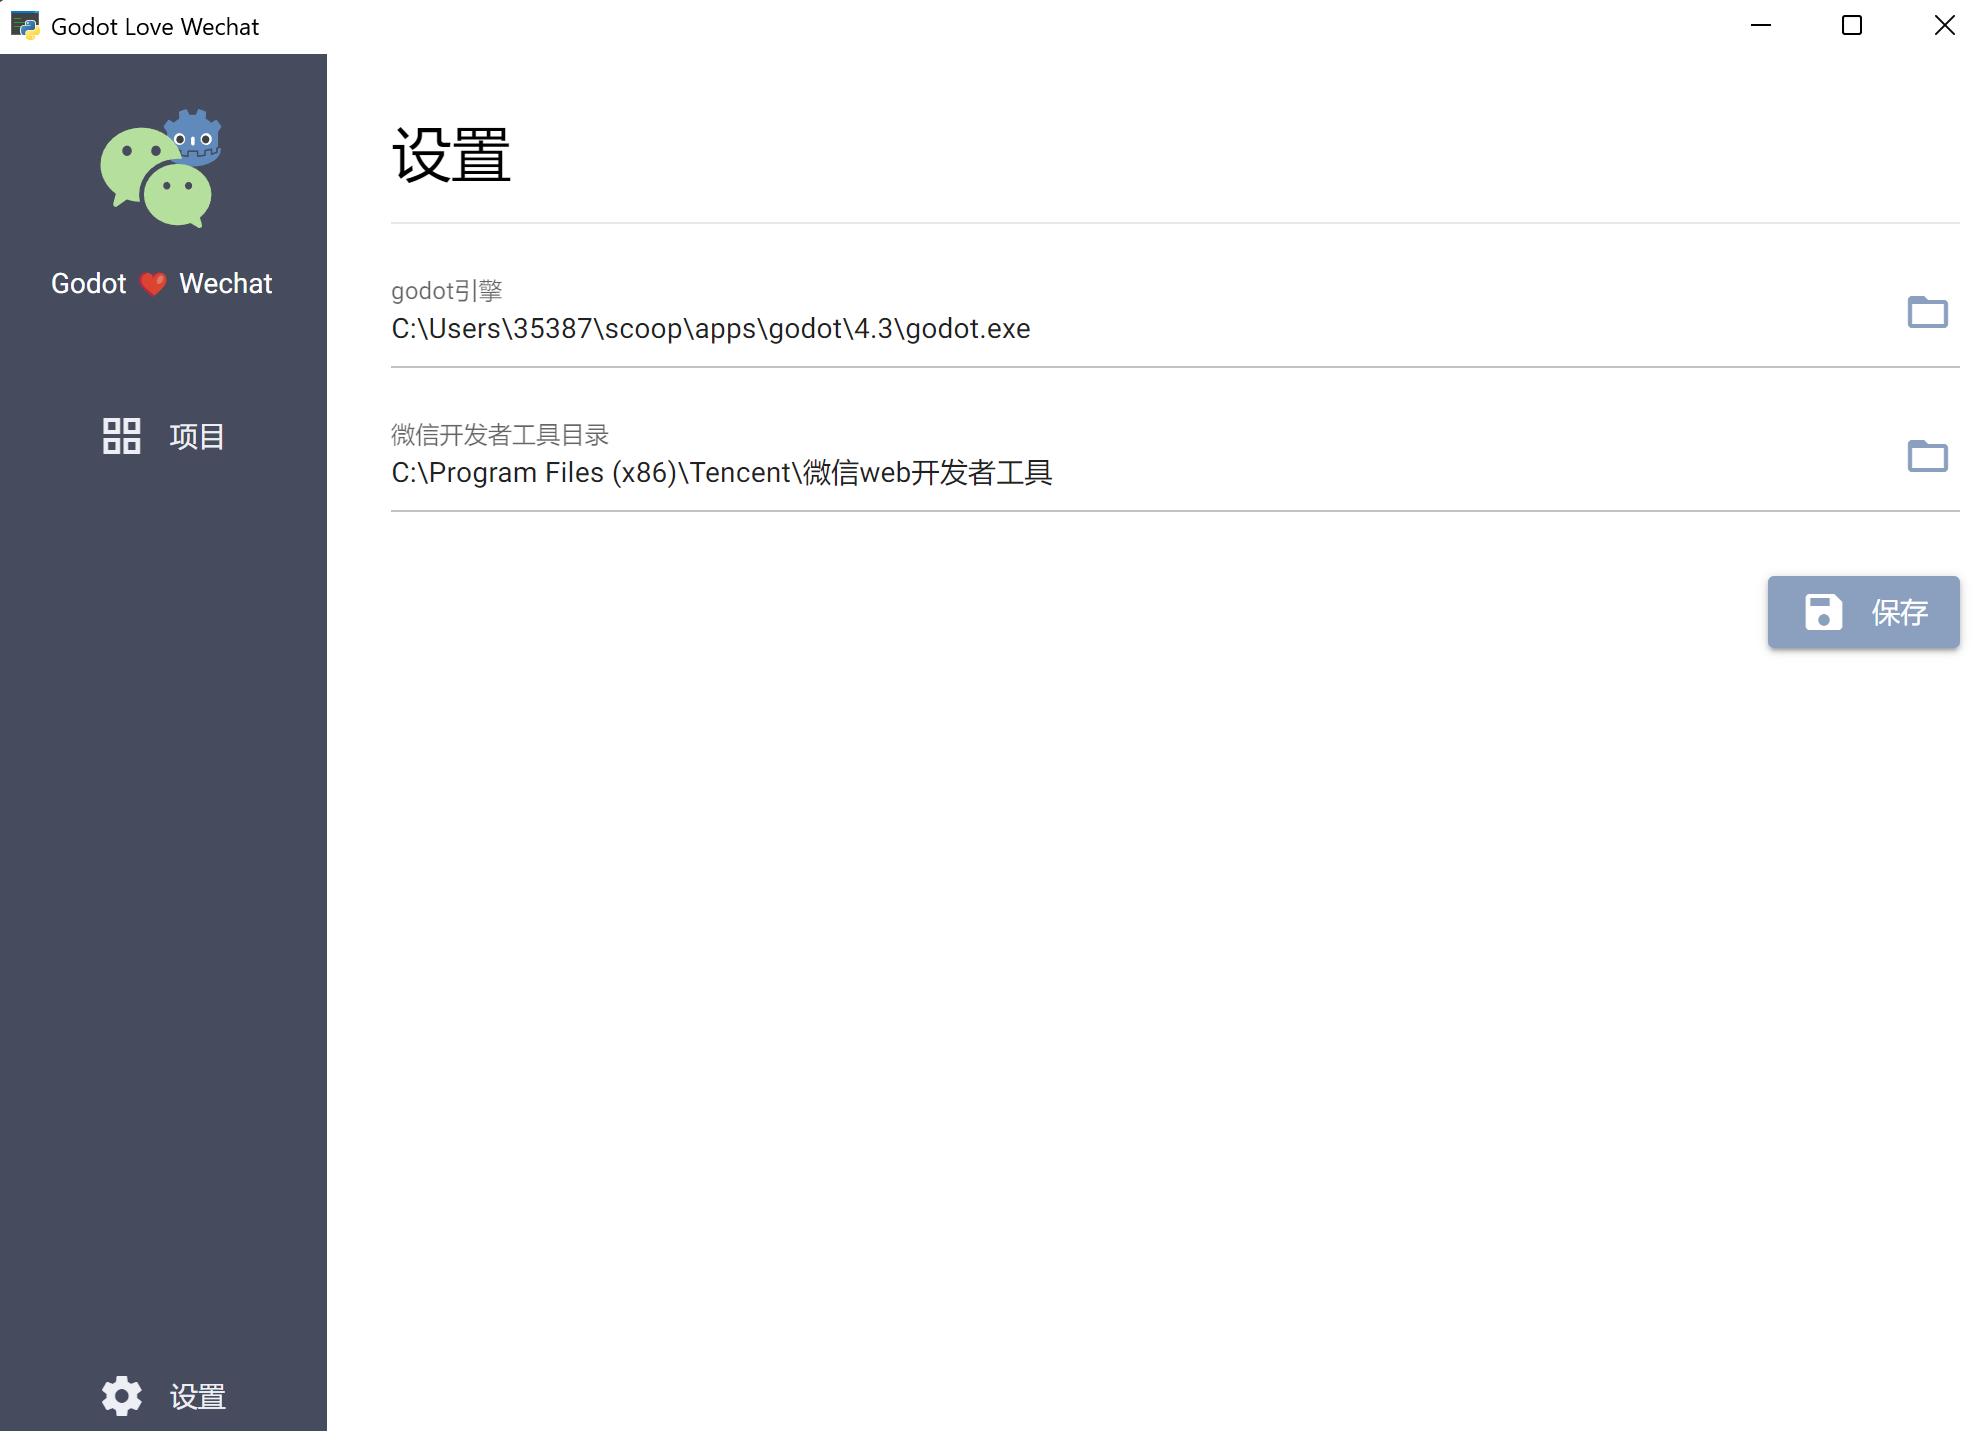 Godot Love Wechat
Godot ❤️ Wechat
项目
设置
设置
godot引擎
C:\Users\35387\scoop\apps\godot\4.3\godot.exe
微信开发者工具目录
C:\Program Files (x86)\Tencent\微信web开发者工具
保存